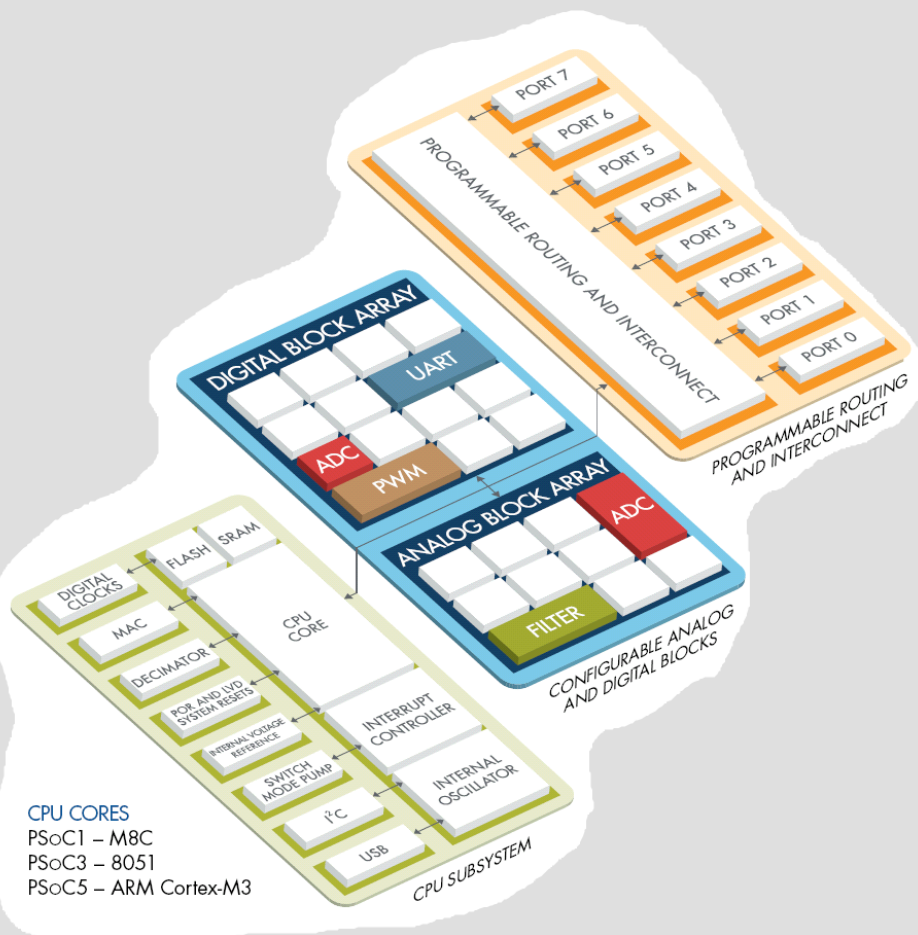 PORT 7
PORT 6
PORT 5
PORT 4
PORT 3
PORT 2
PORT 1
PORT 0
PROGRAMMABLE ROUTING AND INTERCONNECT
PROGRAMMABLE ROUTING
AND INTERCONNECT
DIGITAL BLOCK ARRAY
UART
ADC
PWM
ANALOG BLOCK ARRAY
ADC
FILTER
CONFIGURABLE ANALOG
AND DIGITAL BLOCKS
FLASH
SRAM
CPU
CORE
INTERRUPT
CONTROLLER
INTERNAL
OSCILLATOR
DIGITAL
CLOCKS
MAC
DECIMATOR
POR AND LVD
SYSTEM RESETS
INTERNAL VOLTAGE
REFERENCE
SWITCH
MODE PUMP
I²C
USB
CPU SUBSYSTEM
CPU CORES
PSoC1 – M8C
PSoC3 – 8051
PSoC5 – ARM Cortex-M3